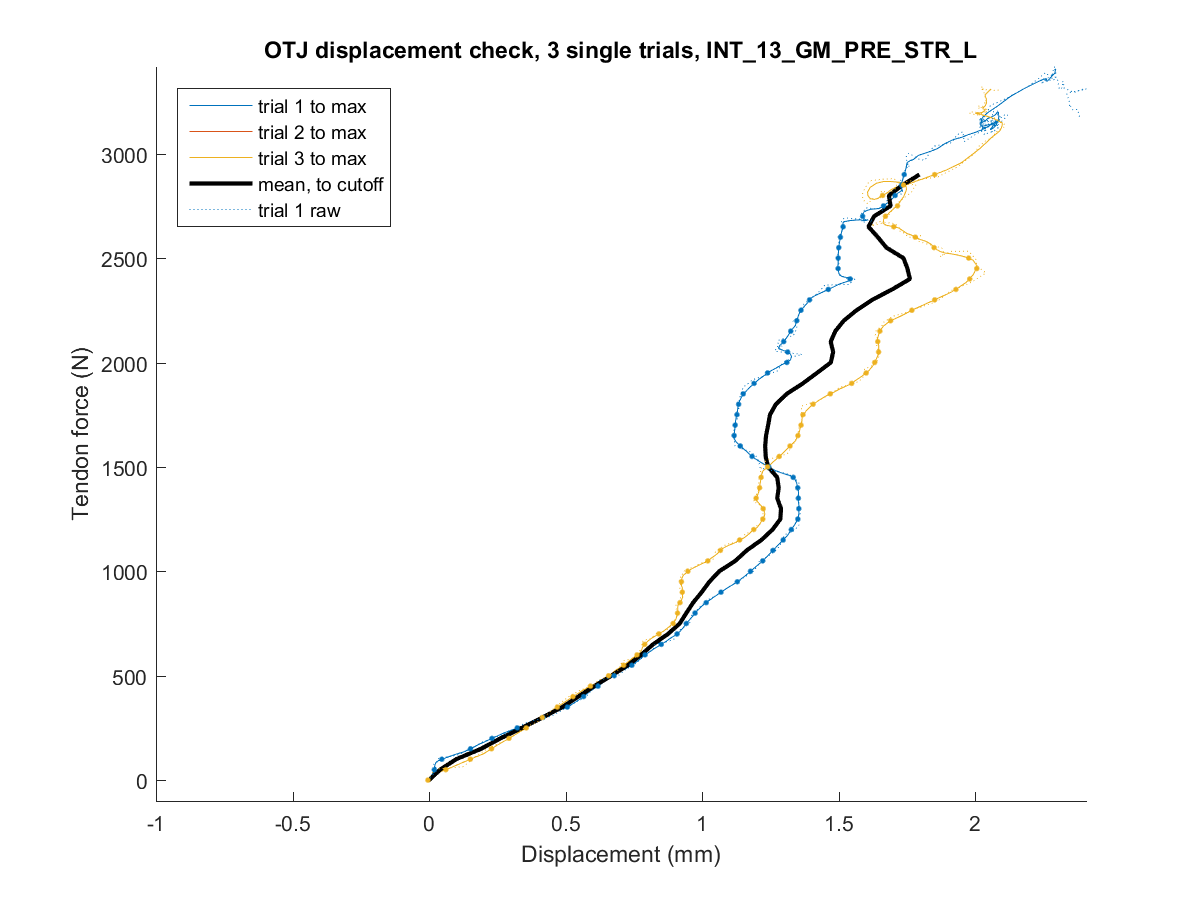 OTJ displacement check, 3 single trials, INT_13_GM_PRE_STR_L
trial 1 to max
trial 2 to max
trial 3 to max
mean, to cutoff
trial 1 raw
Tendon force (N)
3000
2500
2000
1500
1000
500
0
-1 -0.5 0 0.5 1 1.5 2
Displacement (mm)